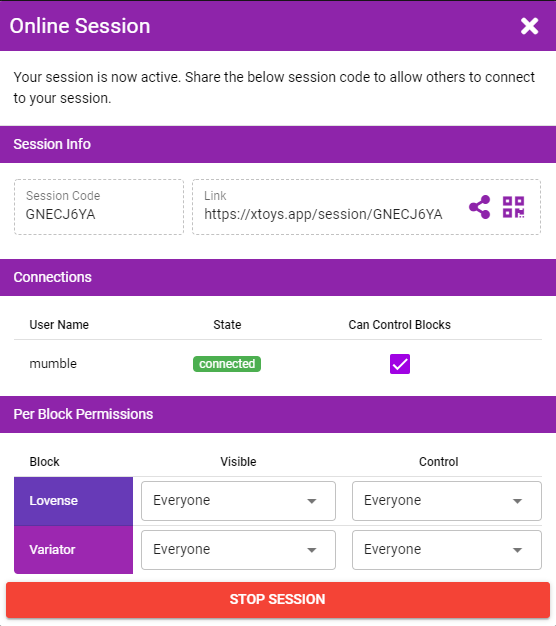 Online Session
Your session is now active. Share the below session code to allow others to connect
to your session.
Session Info
Session Code
GNECJ6YA
Link
https://xtoys.app/session/GNECJ6YA
Connections
User Name State Can Control Blocks
mumble connected
Per Block Permissions
Block Visible Control
Lovense Everyone Everyone
Variator Everyone Everyone
STOP SESSION